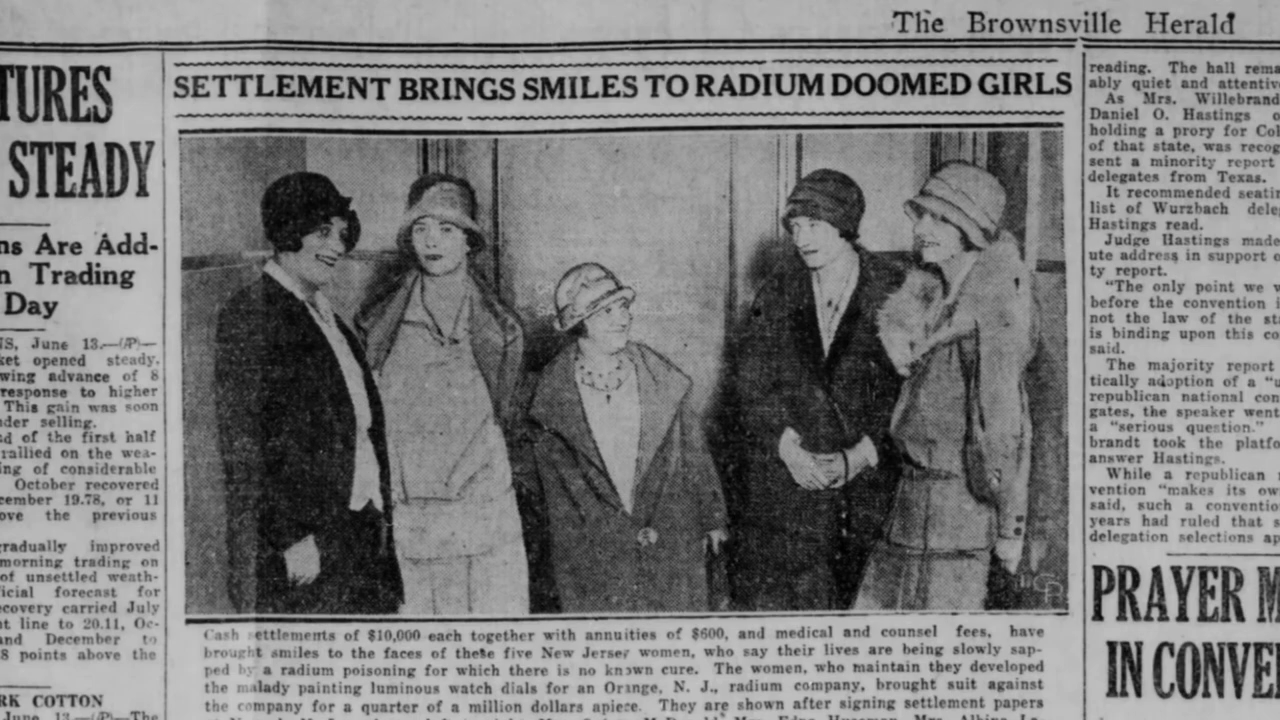 The Brownsville Herald
TURES
STEADY
ns Are Add-
n Trading
Day
NS, June 13.—(AP)—
ket opened steady,
wing advance of 8
response to higher
This gain was soon
nder selling.
d of the first half
rallied on the wea-
ing of considerable
October recovered
cember 19.78, or 11
ove the previous
gradually improved
morning trading on
of unsettled weath-
icial forecast for
ecovery carried July
t line to 20.11, Oc-
and December to
8 points above the
RK COTTON
June 13.—(AP)—The
SETTLEMENT BRINGS SMILES TO RADIUM DOOMED GIRLS
Cash settlements of $10,000 each together with annuities of $600, and medical and counsel fees, have
brought smiles to the faces of these five New Jersey women, who say their lives are being slowly sap-
ped by a radium poisoning for which there is no known cure. The women, who maintain they developed
the malady painting luminous watch dials for an Orange, N. J., radium company, brought suit against
the company for a quarter of a million dollars apiece. They are shown after signing settlement papers
reading. The hall rema
ably quiet and attentive
As Mrs. Willebrand
Daniel O. Hastings o
holding a prory for Col
of that state, was recog
sent a minority report
delegates from Texas.
It recommended seatin
list of Wurzbach dele
Hastings read.
Judge Hastings made
ute address in support o
ty report.
"The only point we w
before the convention i
not the law of the sta
is binding upon this co
said.
The majority report
tically adoption of a "u
republican national con
gates, the speaker went
a "serious question."
brandt took the platfo
answer Hastings.
While a republican
vention "makes its ow
said, such a conventio
years had ruled that s
delegation selections ap
PRAYER M
IN CONVE